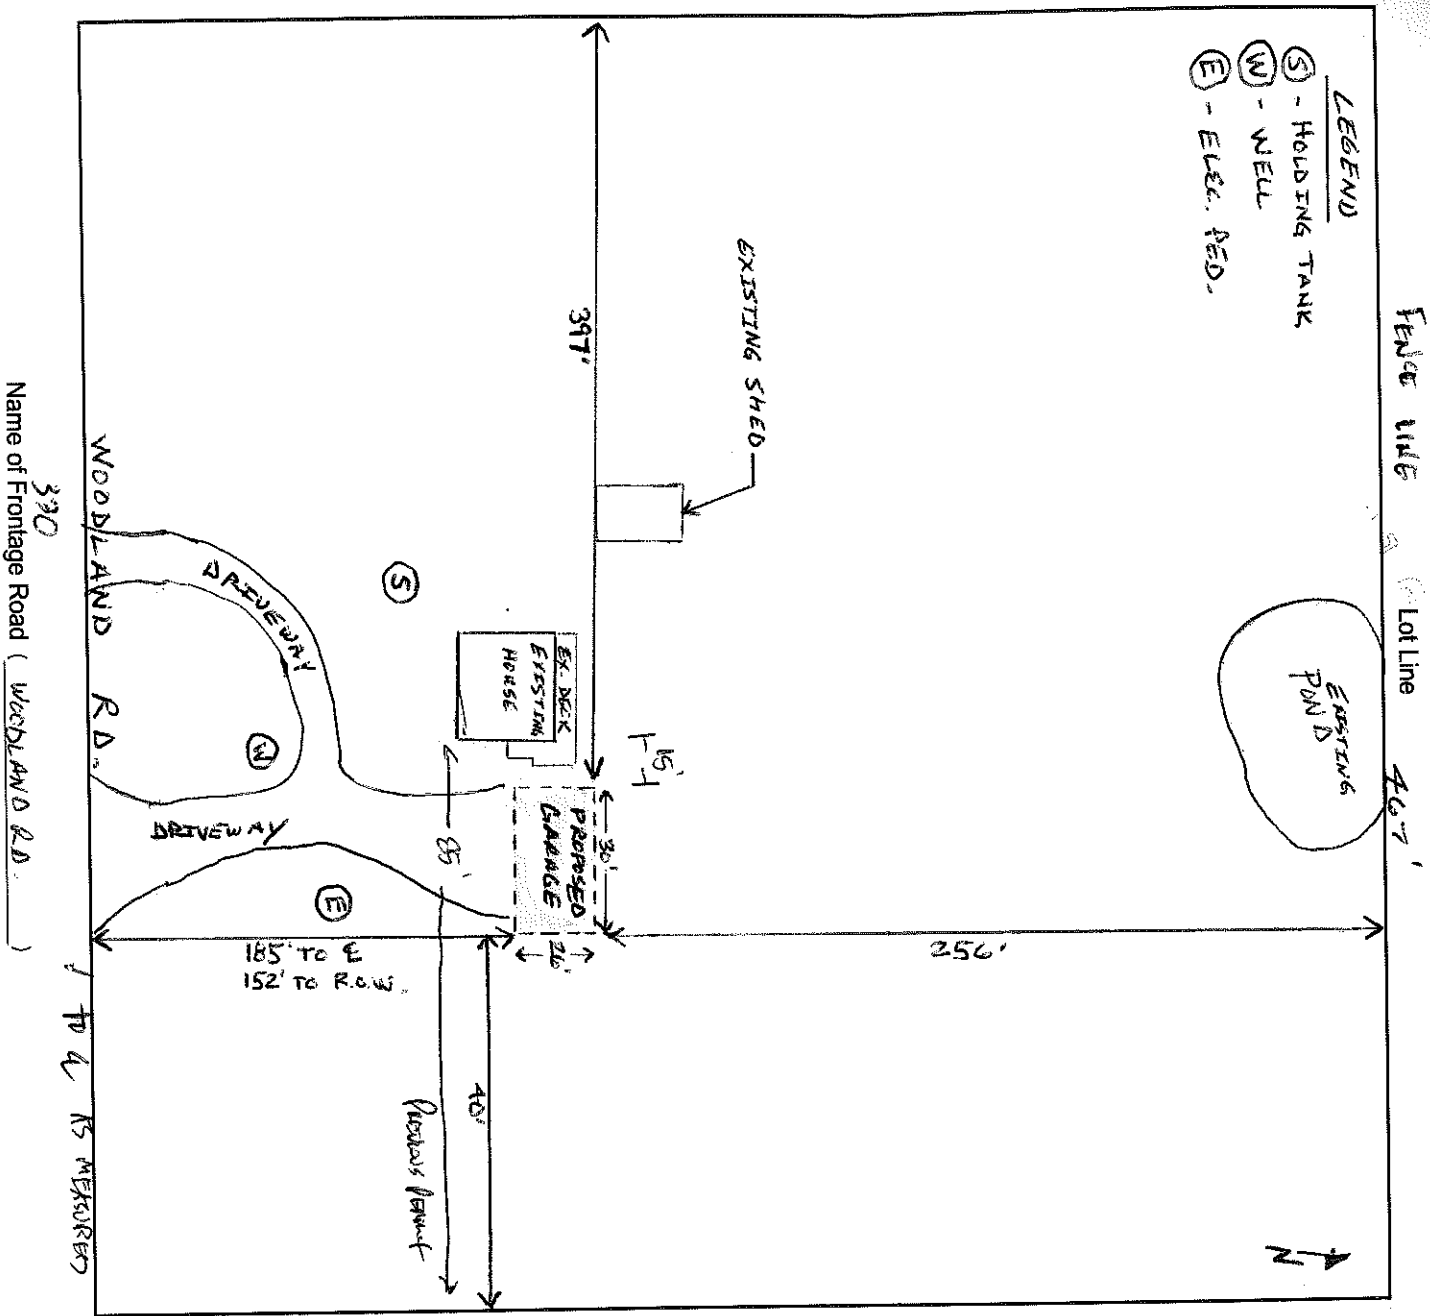 FENCE LINE
Lot Line 467'
LEGEND
(S) - HOLDING TANK
(W) - WELL
(E) - ELEC. PED.
EXISTING
POND
N
EXISTING SHED
397'
256'
15'
30'
26'
PROPOSED
GARAGE
EX. DECK
EXISTING
HOUSE
S
W
E
85'
40'
PREVIOUS PERMIT
DRIVEWAY
DRIVEWAY
185' TO ℄
152' TO R.O.W.
WOODLAND RD.
390
Name of Frontage Road ( WOODLAND RD. )
TO ℄ AS MEASURED